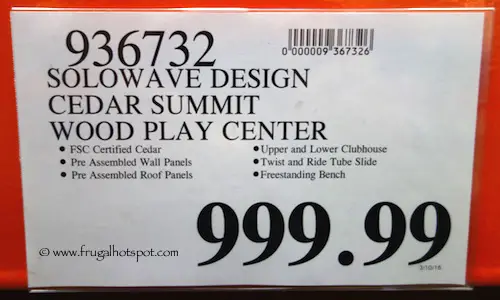 936732
0 000009 367326
SOLOWAVE DESIGN
CEDAR SUMMIT
WOOD PLAY CENTER
• FSC Certified Cedar
• Pre Assembled Wall Panels
• Pre Assembled Roof Panels
• Upper and Lower Clubhouse
• Twist and Ride Tube Slide
• Freestanding Bench
999.99
3/10/16
© www.frugalhotspot.com